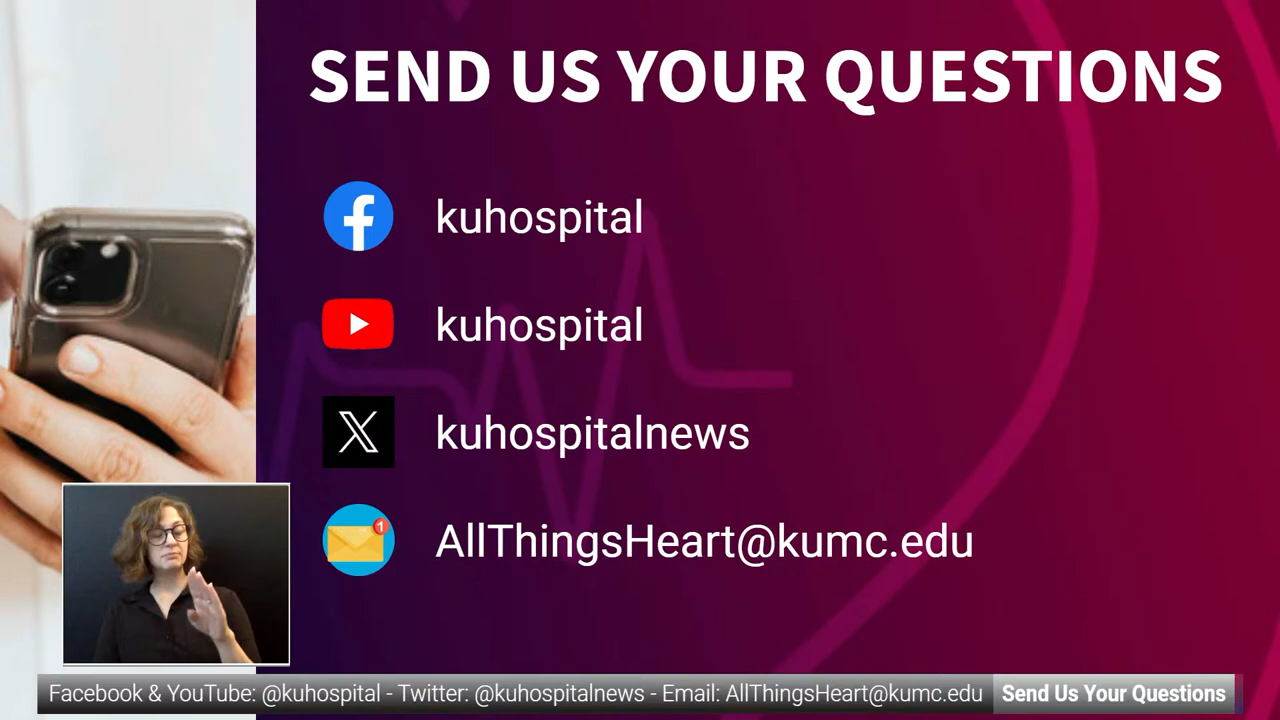 SEND US YOUR QUESTIONS
kuhospital
kuhospital
kuhospitalnews
1
AllThingsHeart@kumc.edu
Facebook & YouTube: @kuhospital - Twitter: @kuhospitalnews - Email: AllThingsHeart@kumc.edu
Send Us Your Questions